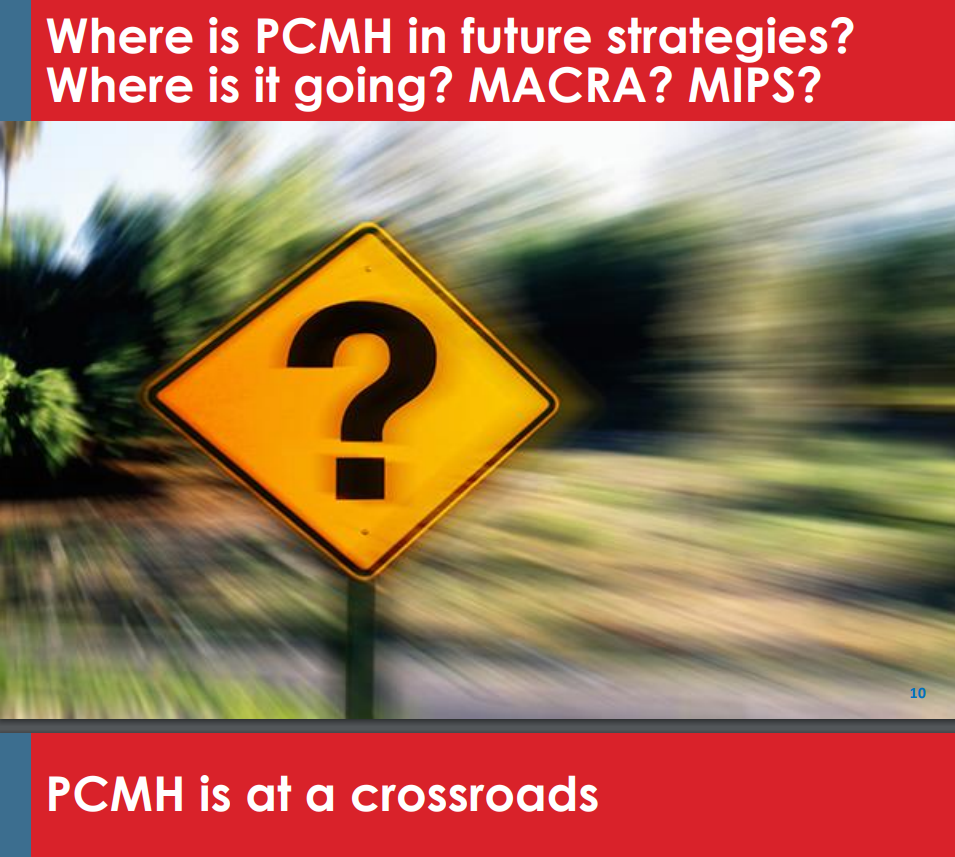 Where is PCMH in future strategies?
Where is it going? MACRA? MIPS?
?
10
PCMH is at a crossroads